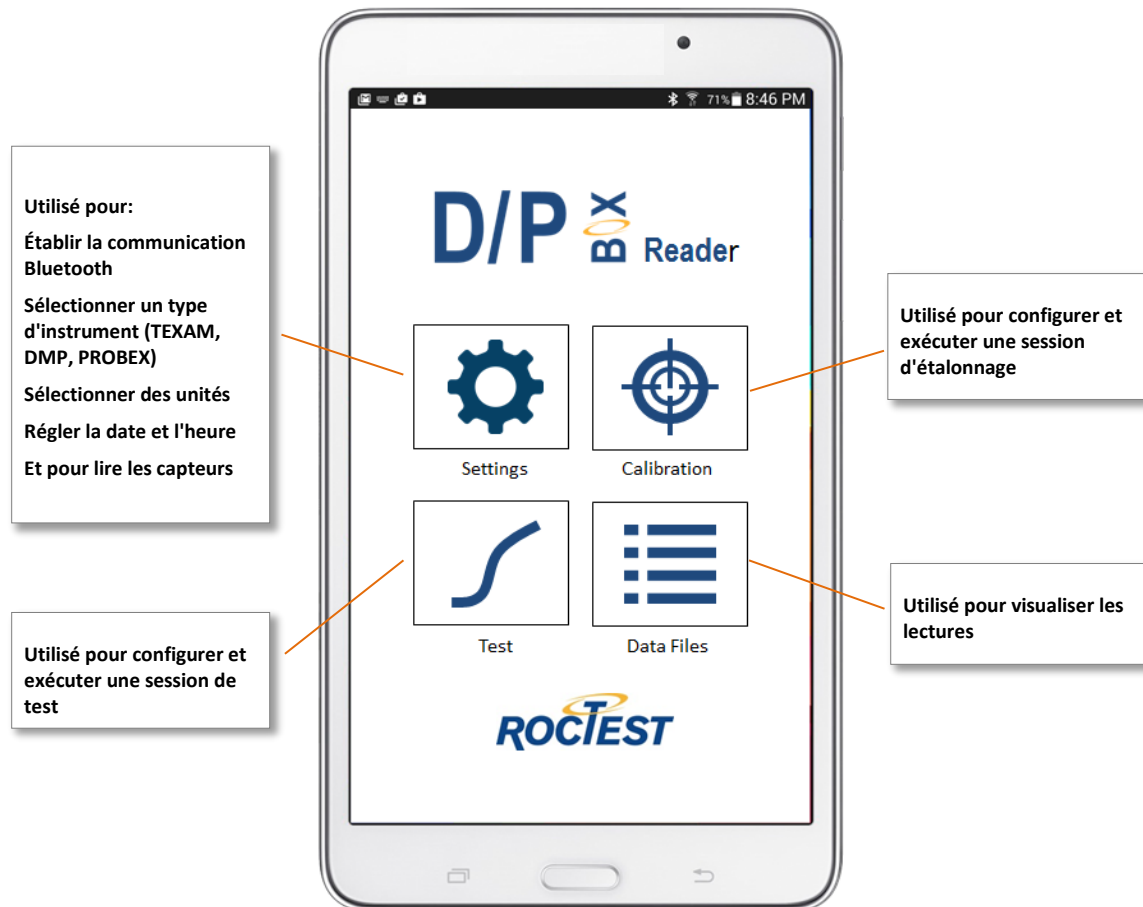 71% 8:46 PM
D/P BOX Reader
Utilisé pour:
Établir la communication
Bluetooth
Sélectionner un type
d'instrument (TEXAM,
DMP, PROBEX)
Sélectionner des unités
Régler la date et l'heure
Et pour lire les capteurs
Settings
Calibration
Utilisé pour configurer et
exécuter une session
d'étalonnage
Utilisé pour configurer et
exécuter une session de
test
Test
Data Files
Utilisé pour visualiser les
lectures
ROCTEST